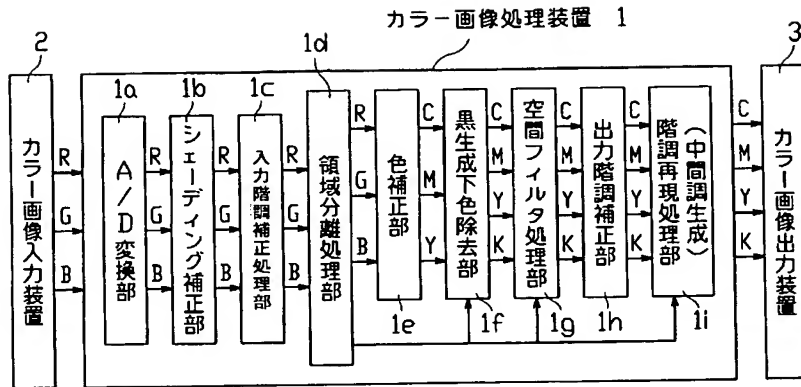 カラー画像処理装置 1
2
カラー画像入力装置
R
G
B
1a
A/D変換部
R
G
B
1b
シェーディング補正部
R
G
B
1c
入力階調補正処理部
R
G
B
1d
領域分離処理部
R
G
B
色補正部
1e
C
M
Y
黒生成下色除去部
1f
C
M
Y
K
空間フィルタ処理部
1g
C
M
Y
K
出力階調補正部
1h
C
M
Y
K
階調再現処理部
(中間調生成)
1i
C
M
Y
K
3
カラー画像出力装置